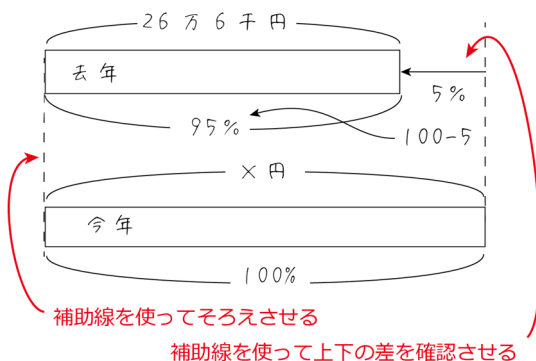 26万6千円
去年
5%
95%
100-5
×円
今年
100%
補助線を使ってそろえさせる
補助線を使って上下の差を確認させる